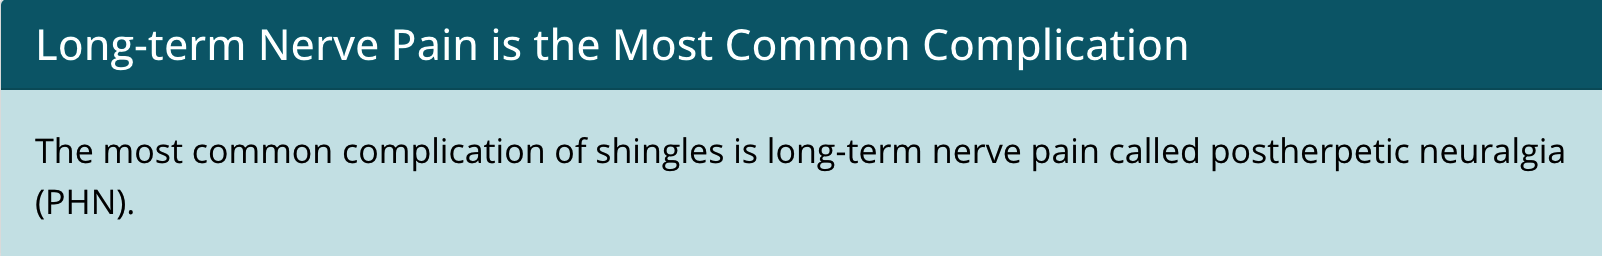 Long-term Nerve Pain is the Most Common Complication
The most common complication of shingles is long-term nerve pain called postherpetic neuralgia
(PHN).